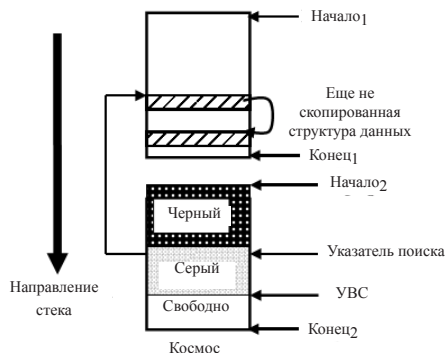 Начало1
Еще не
скопированная
структура данных
Конец1
Начало2
Черный
Указатель поиска
Серый
Направление
стека
УВС
Свободно
Конец2
Космос